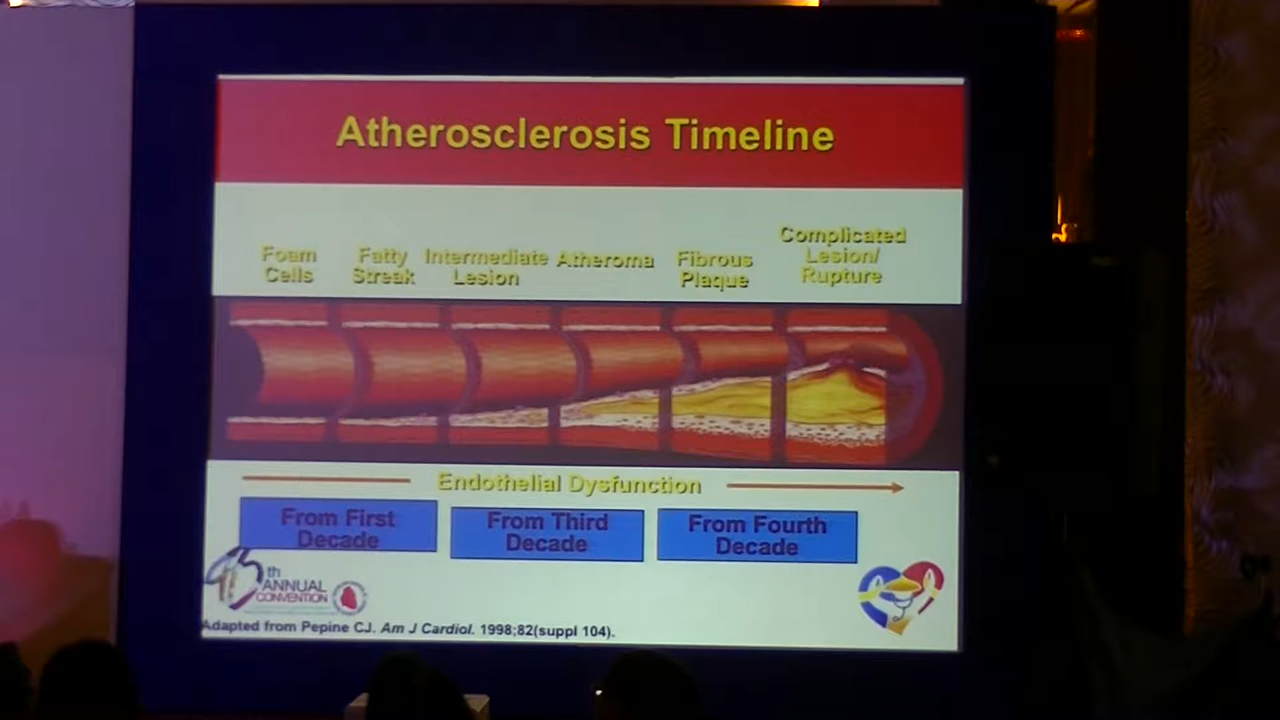 Atherosclerosis Timeline
Foam
Cells
Fatty
Streak
Intermediate
Lesion
Atheroma
Fibrous
Plaque
Complicated
Lesion/
Rupture
Endothelial Dysfunction
From First
Decade
From Third
Decade
From Fourth
Decade
45th
ANNUAL
CONVENTION
Adapted from Pepine CJ. Am J Cardiol. 1998;82(suppl 104).